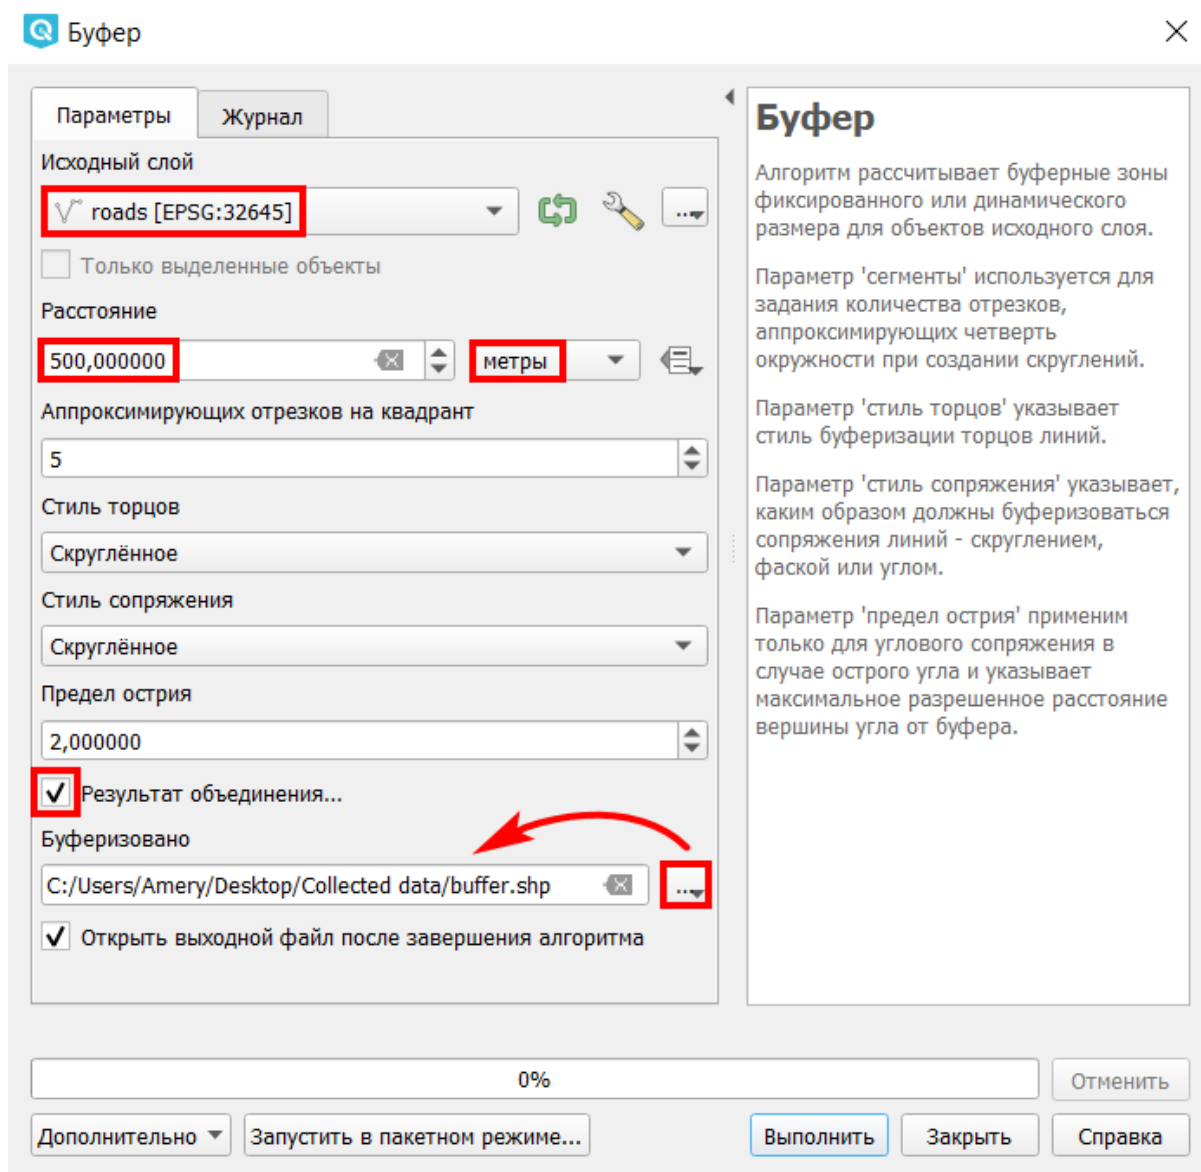 Буфер
Параметры
Журнал
Исходный слой
roads [EPSG:32645]
...
Только выделенные объекты
Расстояние
500,000000
метры
Аппроксимирующих отрезков на квадрант
5
Стиль торцов
Скруглённое
Стиль сопряжения
Скруглённое
Предел острия
2,000000
Результат объединения...
Буферизовано
C:/Users/Amery/Desktop/Collected data/buffer.shp
...
Открыть выходной файл после завершения алгоритма
Буфер
Алгоритм рассчитывает буферные зоны
фиксированного или динамического
размера для объектов исходного слоя.
Параметр 'сегменты' используется для
задания количества отрезков,
аппроксимирующих четверть
окружности при создании скруглений.
Параметр 'стиль торцов' указывает
стиль буферизации торцов линий.
Параметр 'стиль сопряжения' указывает,
каким образом должны буферизоваться
сопряжения линий - скруглением,
фаской или углом.
Параметр 'предел острия' применим
только для углового сопряжения в
случае острого угла и указывает
максимальное разрешенное расстояние
вершины угла от буфера.
0%
Отменить
Дополнительно
Запустить в пакетном режиме...
Выполнить
Закрыть
Справка